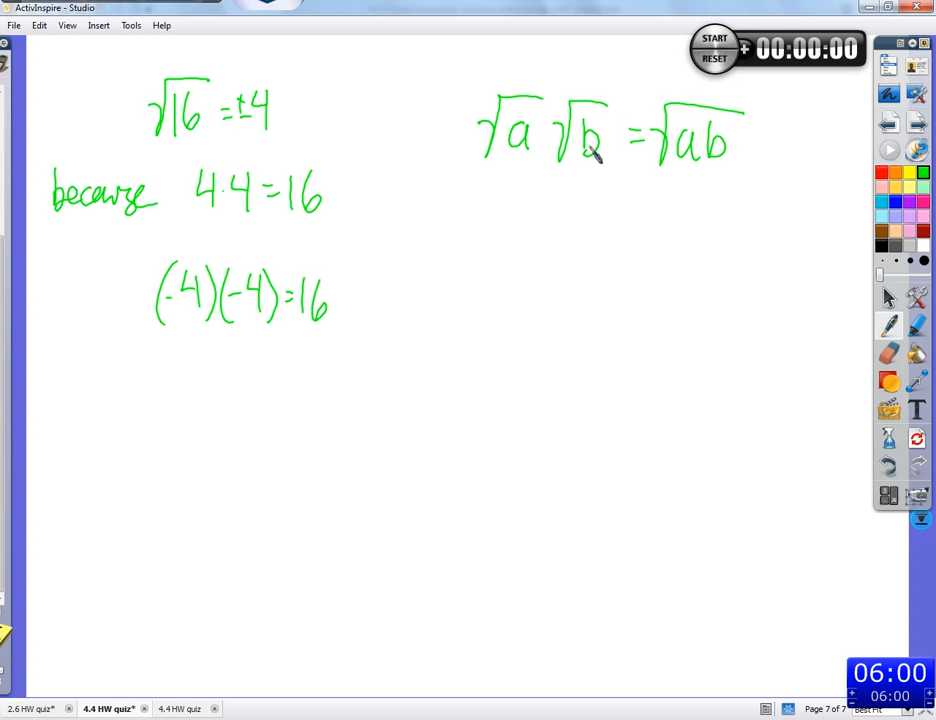 ActivInspire - Studio
File Edit View Insert Tools Help
START
RESET
00:00:00
√16 = ±4
√a √b = √ab
because 4·4=16
(-4)(-4)=16
06:00
06:00
2.6 HW quiz* 4.4 HW quiz* 4.4 HW quiz
Page 7 of 7 Best Fit